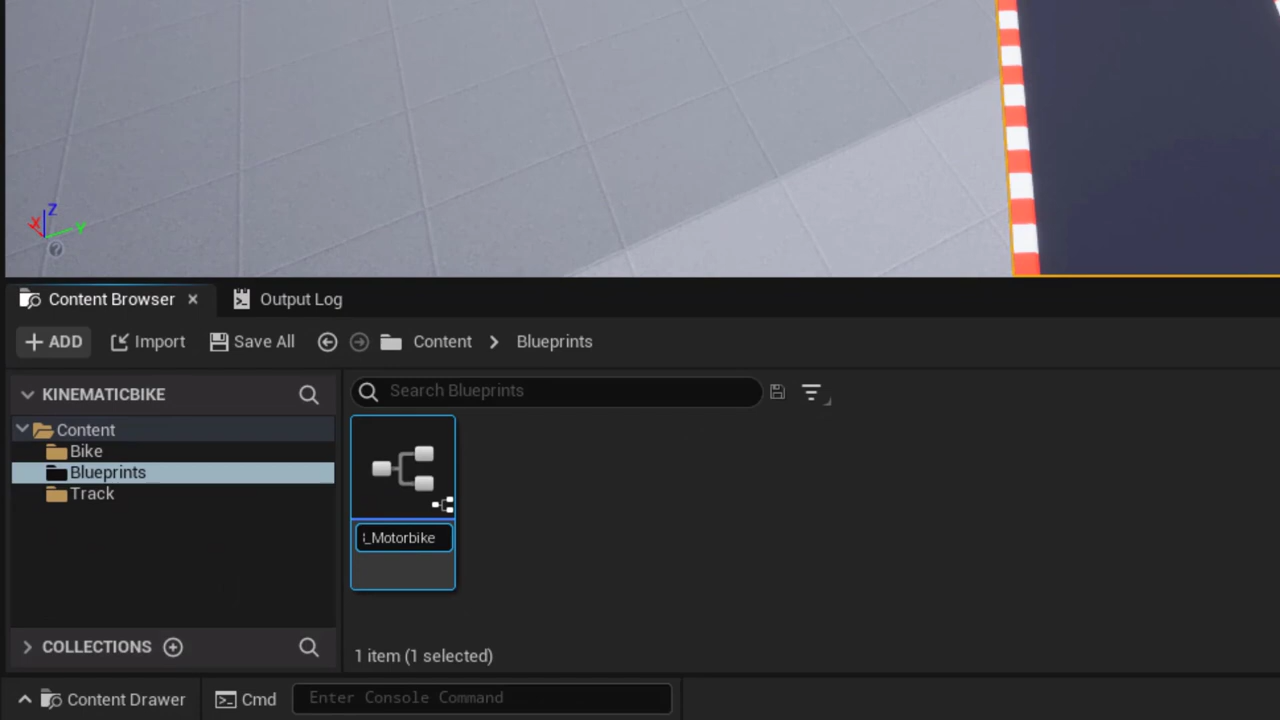 Z
X
Y
?
Content Browser
Output Log
ADD
Import
Save All
Content
Blueprints
KINEMATICBIKE
Search Blueprints
Content
Bike
Blueprints
Track
_Motorbike
COLLECTIONS
1 item (1 selected)
Content Drawer
Cmd
Enter Console Command